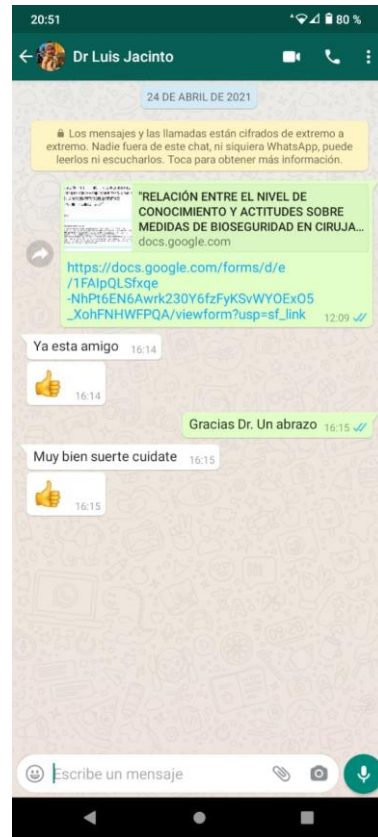 20:51
80 %
Dr Luis Jacinto
24 DE ABRIL DE 2021
Los mensajes y las llamadas están cifrados de extremo a
extremo. Nadie fuera de este chat, ni siquiera WhatsApp, puede
leerlos ni escucharlos. Toca para obtener más información.
"RELACIÓN ENTRE EL NIVEL DE
CONOCIMIENTO Y ACTITUDES SOBRE
MEDIDAS DE BIOSEGURIDAD EN CIRUJA...
docs.google.com
https://docs.google.com/forms/d/e
/1FAIpQLSfxqe
-NhPt6EN6Awrk230Y6fzFyKSvWYOExO5
_XohFNHWFPQA/viewform?usp=sf_link 12:09
Ya esta amigo 16:14
16:14
Gracias Dr. Un abrazo 16:15
Muy bien suerte cuidate 16:15
16:15
Escribe un mensaje